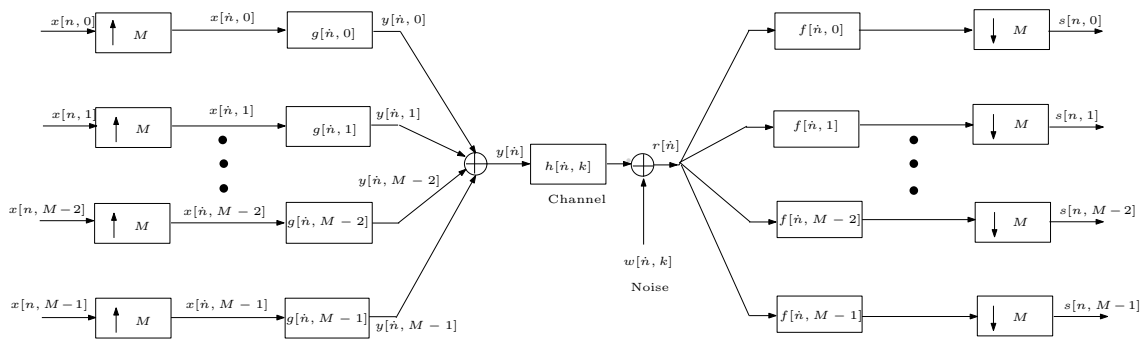 x[n, 0] x[ṅ, 0] y[ṅ, 0] s[n, 0]
↑ M g[ṅ, 0] f[ṅ, 0] ↓ M
x[n, 1] x[ṅ, 1] y[ṅ, 1] s[n, 1]
↑ M g[ṅ, 1] f[ṅ, 1] ↓ M
y[ṅ] r[ṅ]
h[ṅ, k]
y[ṅ, M − 2]
Channel
x[n, M−2] x[ṅ, M−2] s[n, M−2]
↑ M g[ṅ, M − 2] f[ṅ, M − 2] ↓ M
w[ṅ, k]
Noise
x[n, M−1] x[ṅ, M − 1] s[n, M−1]
↑ M g[ṅ, M − 1] f[ṅ, M − 1] ↓ M
y[ṅ, M − 1]